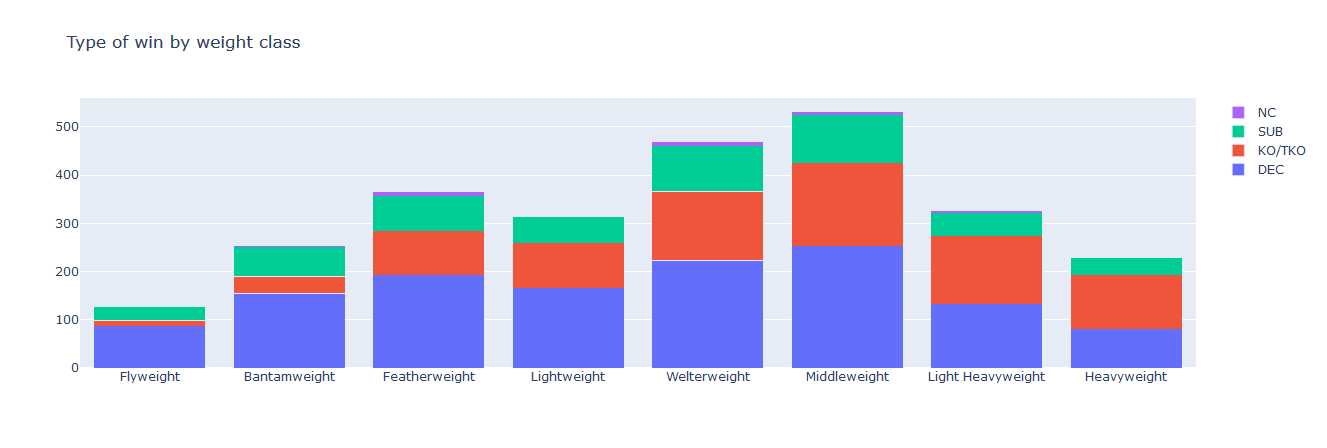 Type of win by weight class
500
400
300
200
100
0
Flyweight
Bantamweight
Featherweight
Lightweight
Welterweight
Middleweight
Light Heavyweight
Heavyweight
NC
SUB
KO/TKO
DEC